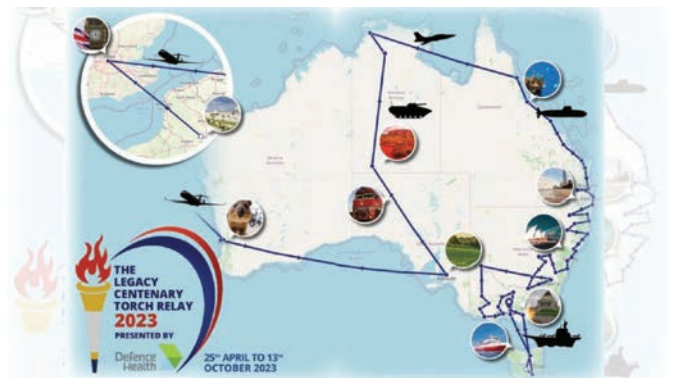 THE
LEGACY
CENTENARY
TORCH RELAY
2023
PRESENTED BY
Defence
Health
25TH APRIL TO 13TH
OCTOBER 2023